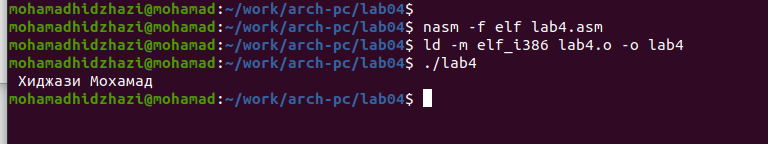 mohamadhidzhazi@mohamad:~/work/arch-pc/lab04$
mohamadhidzhazi@mohamad:~/work/arch-pc/lab04$ nasm -f elf lab4.asm
mohamadhidzhazi@mohamad:~/work/arch-pc/lab04$ ld -m elf_i386 lab4.o -o lab4
mohamadhidzhazi@mohamad:~/work/arch-pc/lab04$ ./lab4
Хиджази Мохамад
mohamadhidzhazi@mohamad:~/work/arch-pc/lab04$